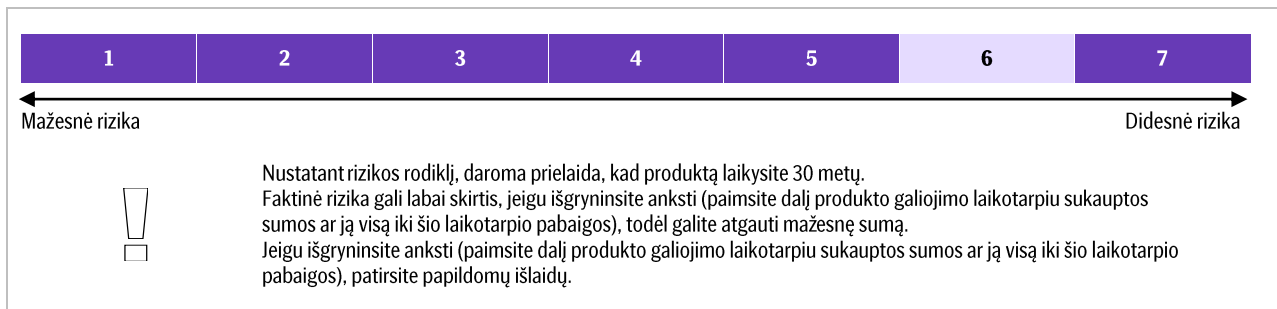 1 2 3 4 5 6 7
Mažesnė rizika Didesnė rizika
Nustatant rizikos rodiklį, daroma prielaida, kad produktą laikysite 30 metų.
Faktinė rizika gali labai skirtis, jeigu išgryninsite anksti (paimsite dalį produkto galiojimo laikotarpiu sukauptos
sumos ar ją visą iki šio laikotarpio pabaigos), todėl galite atgauti mažesnę sumą.
Jeigu išgryninsite anksti (paimsite dalį produkto galiojimo laikotarpiu sukauptos sumos ar ją visą iki šio laikotarpio
pabaigos), patirsite papildomų išlaidų.